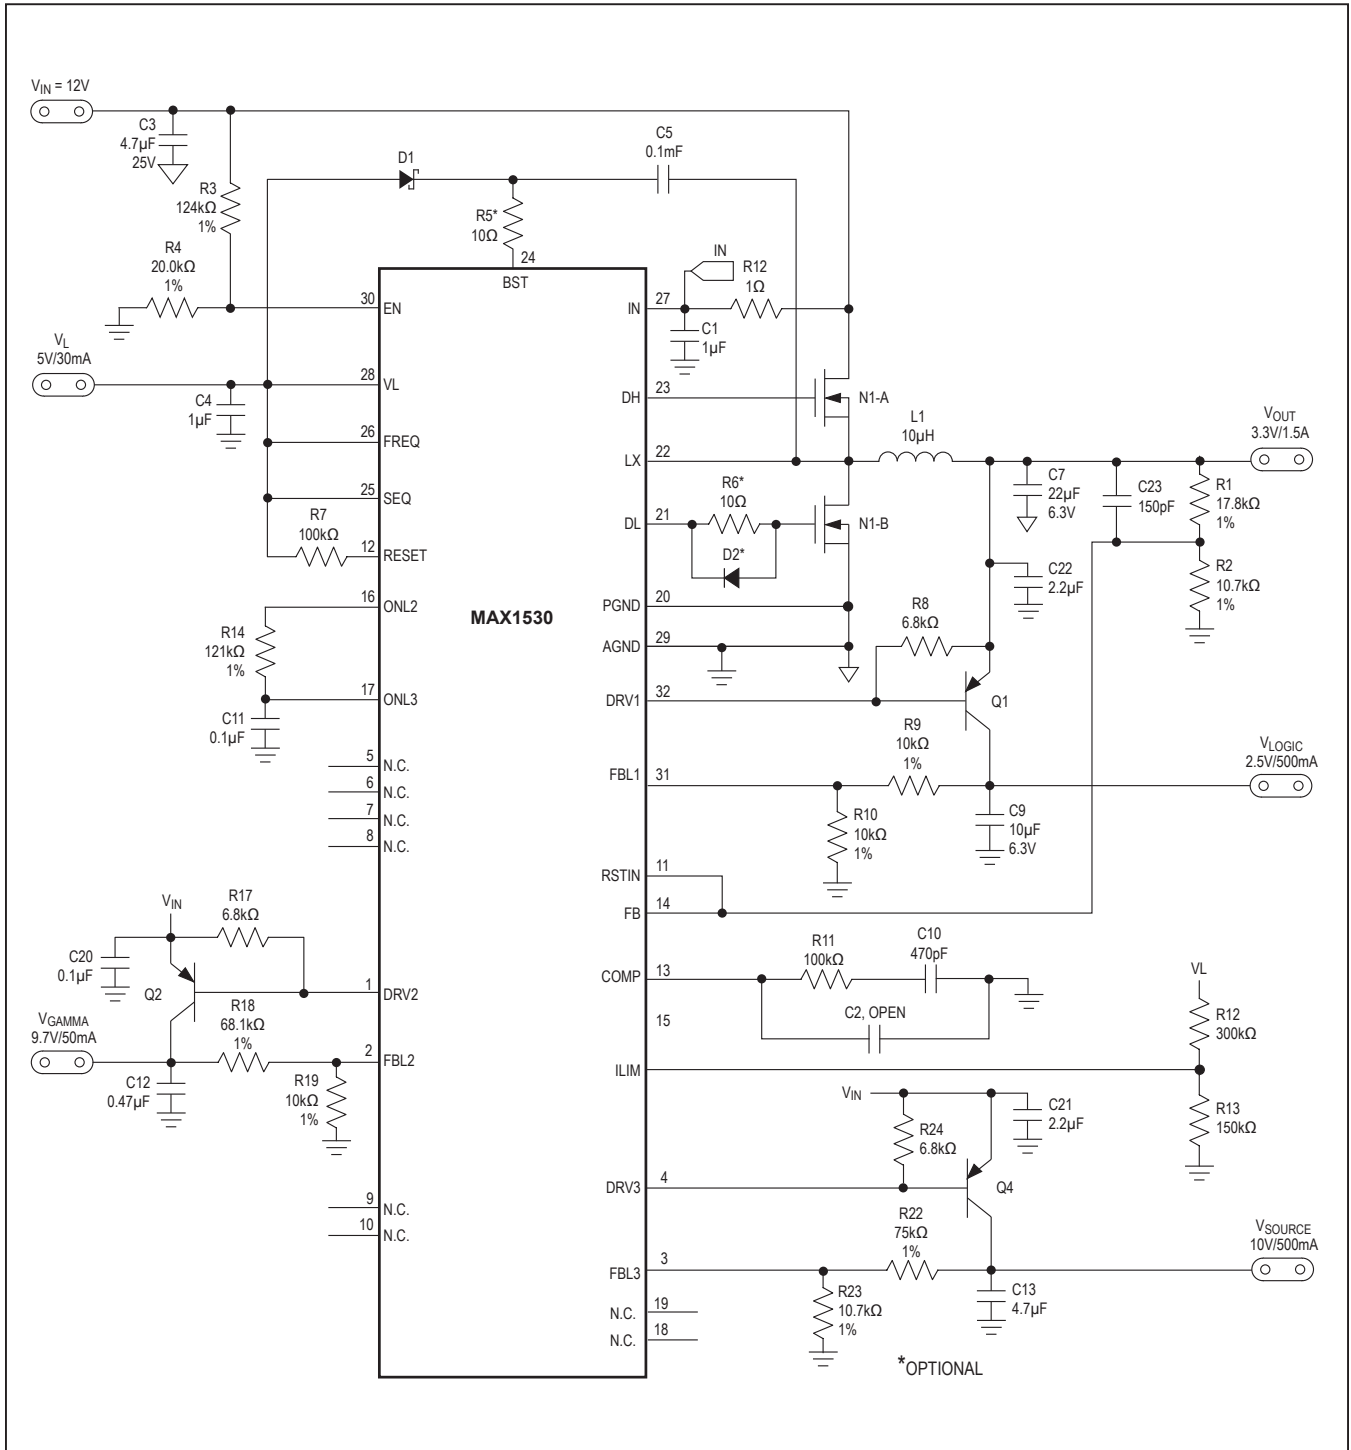 V_IN = 12V
C3
4.7µF
25V
D1
C5
0.1mF
R3
124kΩ
1%
R5*
10Ω
R4
20.0kΩ
1%
24
BST
IN
R12
1Ω
30
EN
IN
27
C1
1µF
V_L
5V/30mA
28
VL
C4
1µF
DH
23
N1-A
26
FREQ
L1
10µH
V_OUT
3.3V/1.5A
LX
22
25
SEQ
C7
22µF
6.3V
C23
150pF
R1
17.8kΩ
1%
R6*
10Ω
R7
100kΩ
DL
21
N1-B
12
RESET
D2*
R2
10.7kΩ
1%
C22
2.2µF
16
ONL2
MAX1530
PGND
20
R8
6.8kΩ
R14
121kΩ
1%
AGND
29
17
ONL3
DRV1
32
Q1
C11
0.1µF
R9
10kΩ
1%
V_LOGIC
2.5V/500mA
5
N.C.
FBL1
31
6
N.C.
7
N.C.
R10
10kΩ
1%
C9
10µF
6.3V
8
N.C.
RSTIN
11
V_IN
R17
6.8kΩ
FB
14
C20
0.1µF
R11
100kΩ
C10
470pF
COMP
13
VL
Q2
1
DRV2
C2, OPEN
R12
300kΩ
15
V_GAMMA
9.7V/50mA
R18
68.1kΩ
1%
2
FBL2
ILIM
C12
0.47µF
R19
10kΩ
1%
V_IN
C21
2.2µF
R13
150kΩ
R24
6.8kΩ
DRV3
4
Q4
9
N.C.
10
N.C.
R22
75kΩ
1%
V_SOURCE
10V/500mA
FBL3
3
R23
10.7kΩ
1%
C13
4.7µF
N.C.
19
N.C.
18
*OPTIONAL